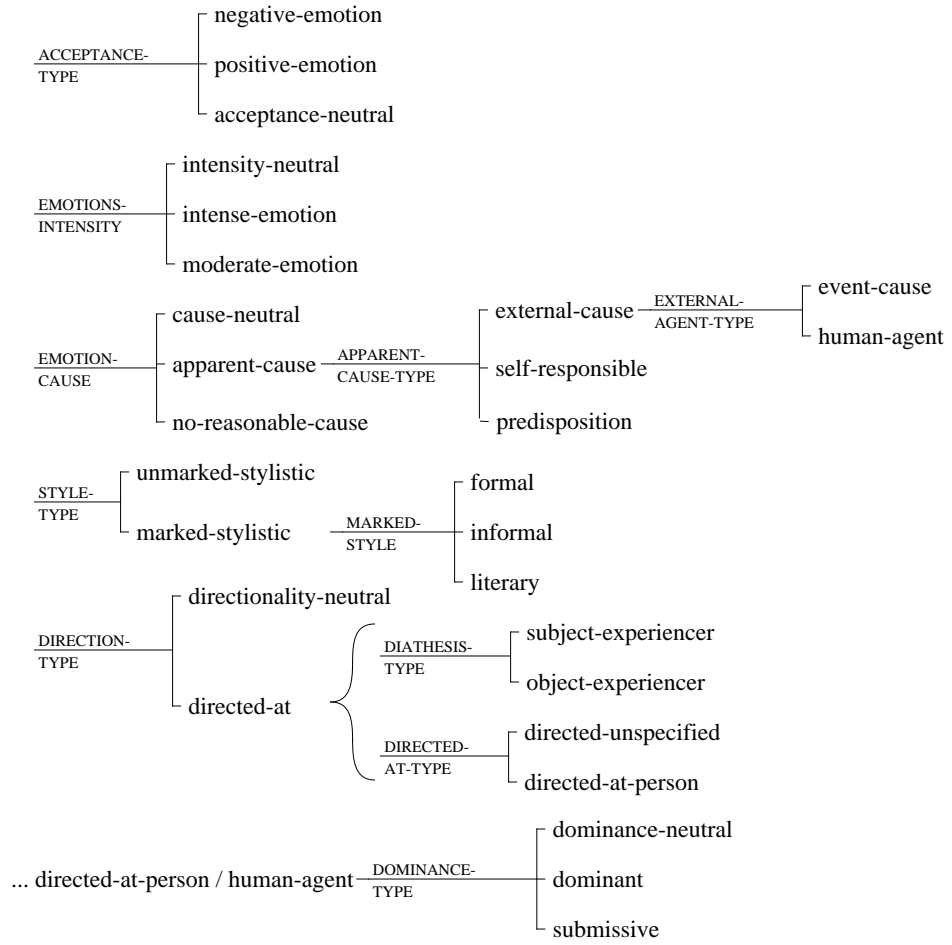 negative-emotion
ACCEPTANCE-
TYPE
positive-emotion
acceptance-neutral
intensity-neutral
EMOTIONS-
INTENSITY
intense-emotion
moderate-emotion
cause-neutral
EMOTION-
CAUSE
apparent-cause
APPARENT-
CAUSE-TYPE
external-cause
EXTERNAL-
AGENT-TYPE
event-cause
human-agent
self-responsible
predisposition
no-reasonable-cause
unmarked-stylistic
STYLE-
TYPE
marked-stylistic
MARKED-
STYLE
formal
informal
literary
directionality-neutral
DIRECTION-
TYPE
directed-at
DIATHESIS-
TYPE
subject-experiencer
object-experiencer
DIRECTED-
AT-TYPE
directed-unspecified
directed-at-person
... directed-at-person / human-agent
DOMINANCE-
TYPE
dominance-neutral
dominant
submissive